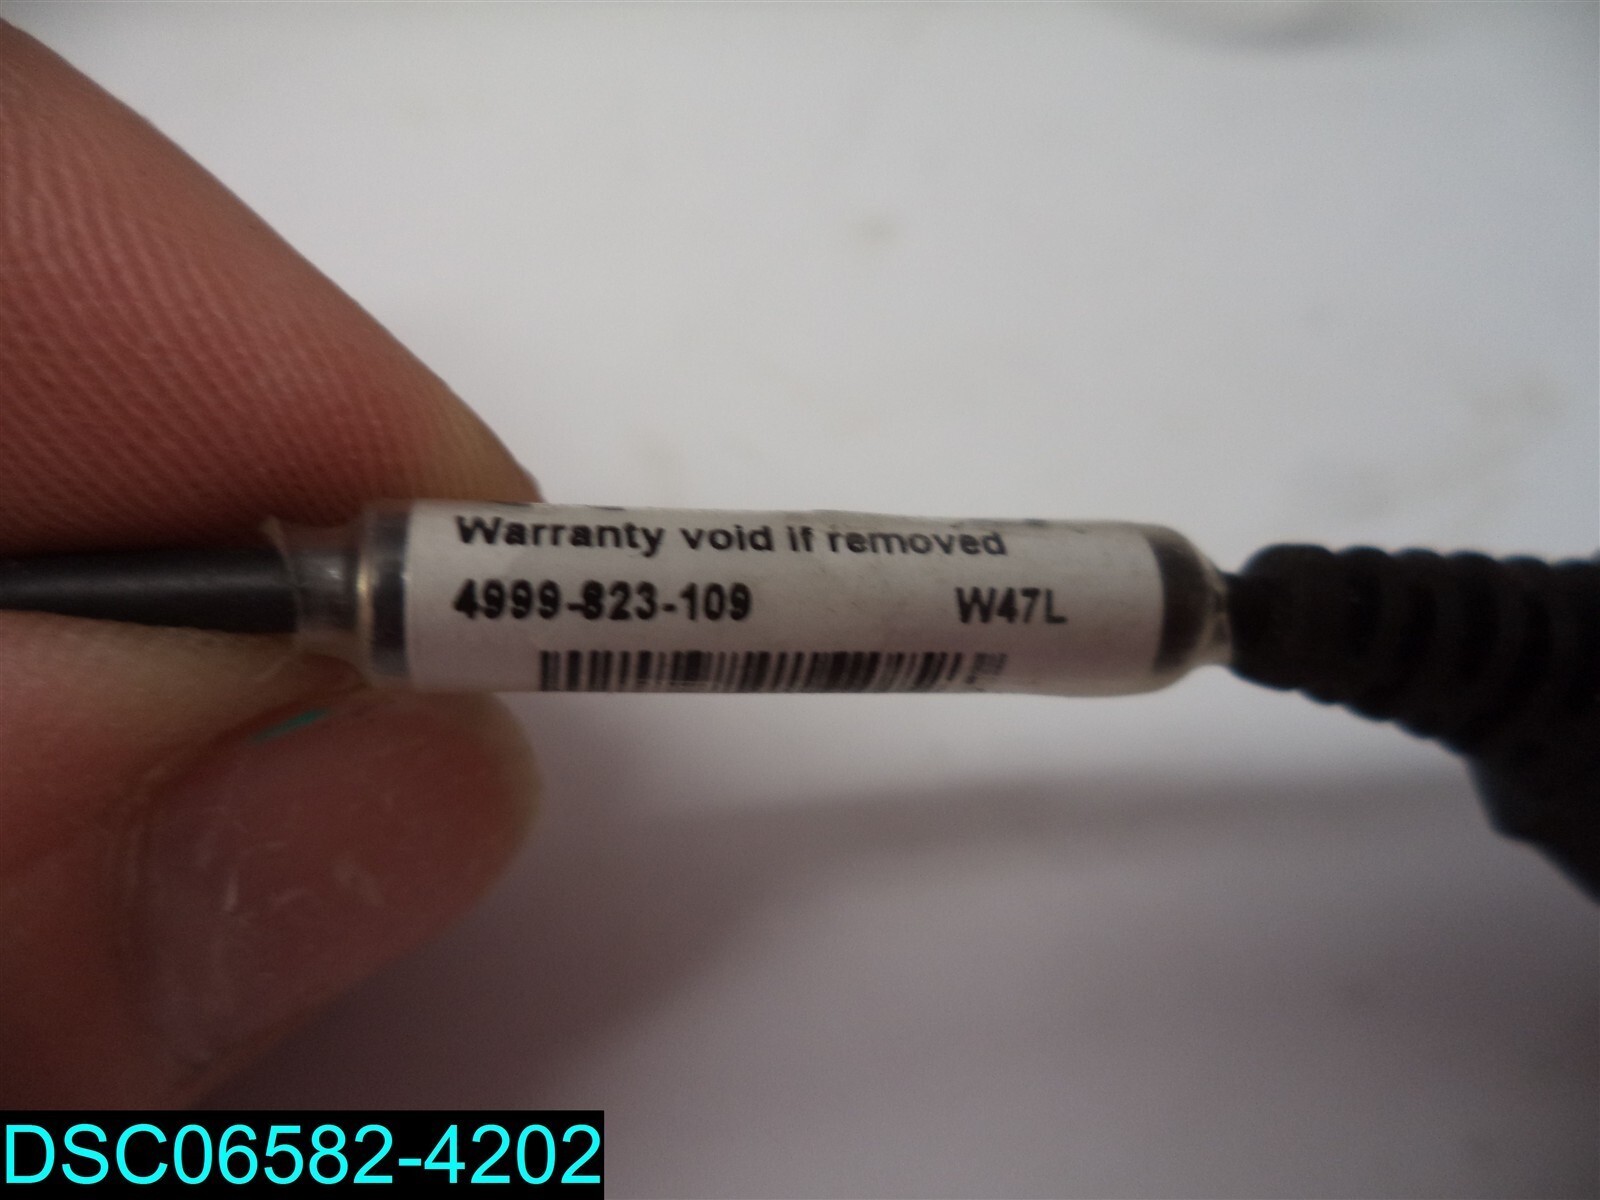 Warranty void if removed
4999-823-109 W47L
DSC06582-4202